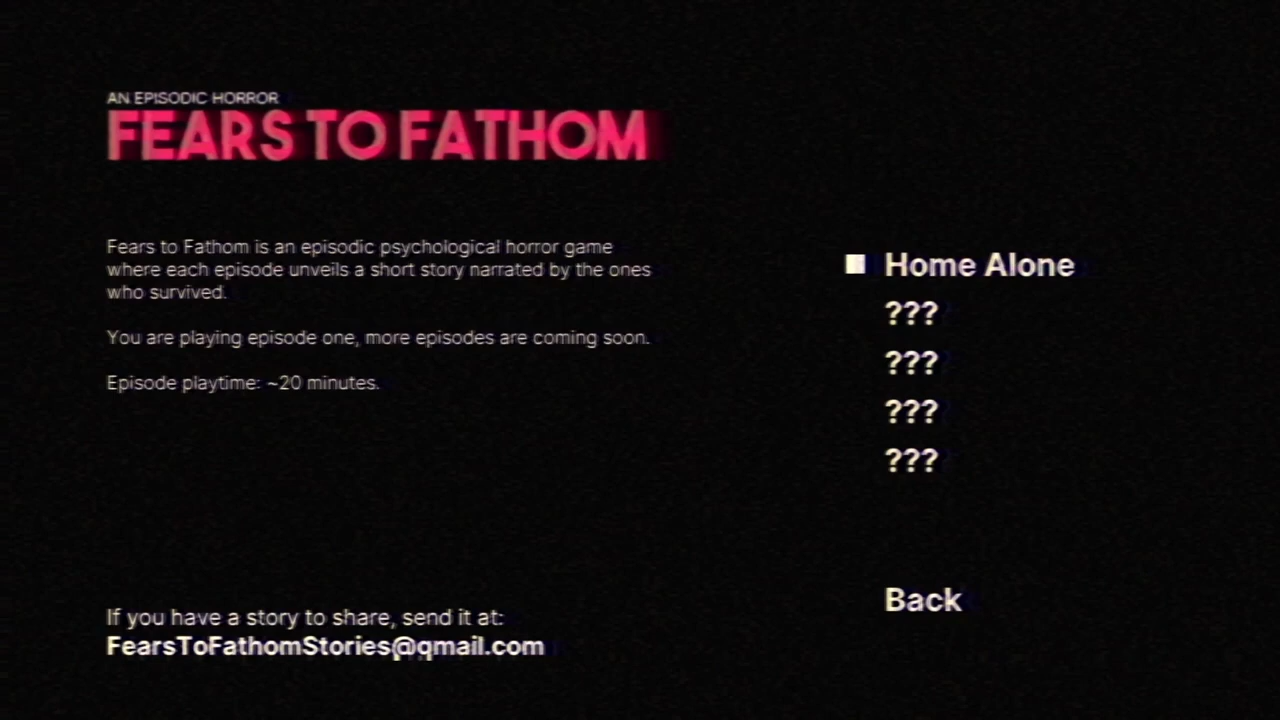 AN EPISODIC HORROR
FEARS TO FATHOM
Fears to Fathom is an episodic psychological horror game
where each episode unveils a short story narrated by the ones
who survived.
You are playing episode one, more episodes are coming soon.
Episode playtime: ~20 minutes.
If you have a story to share, send it at:
FearsToFathomStories@gmail.com
Home Alone
???
???
???
???
Back